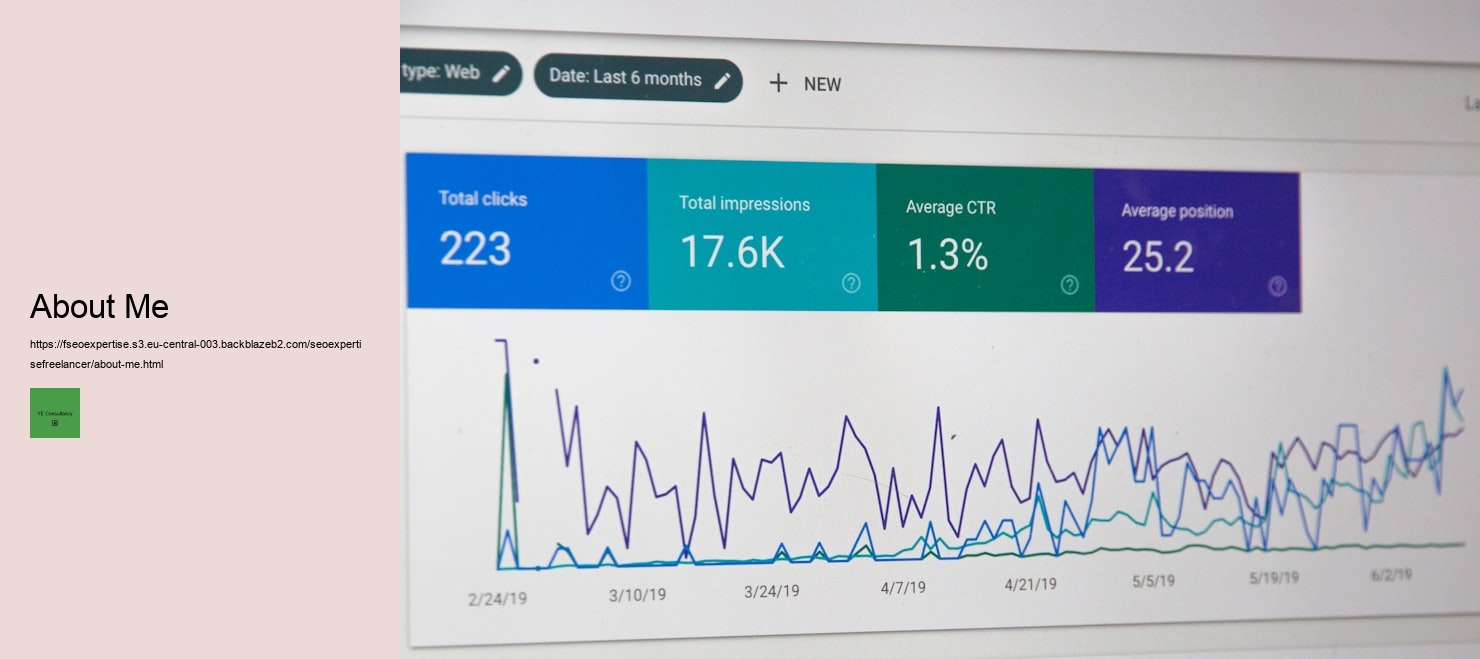 About Me
https://fseoexpertise.s3.eu-central-003.backblazeb2.com/seoexperti
sefreelancer/about-me.html
YE Consultancy
type: Web
Date: Last 6 months
+ NEW
Total clicks
223
Total impressions
17.6K
Average CTR
1.3%
Average position
25.2
2/24/19
3/10/19
3/24/19
4/7/19
4/21/19
5/5/19
5/19/19
6/2/19